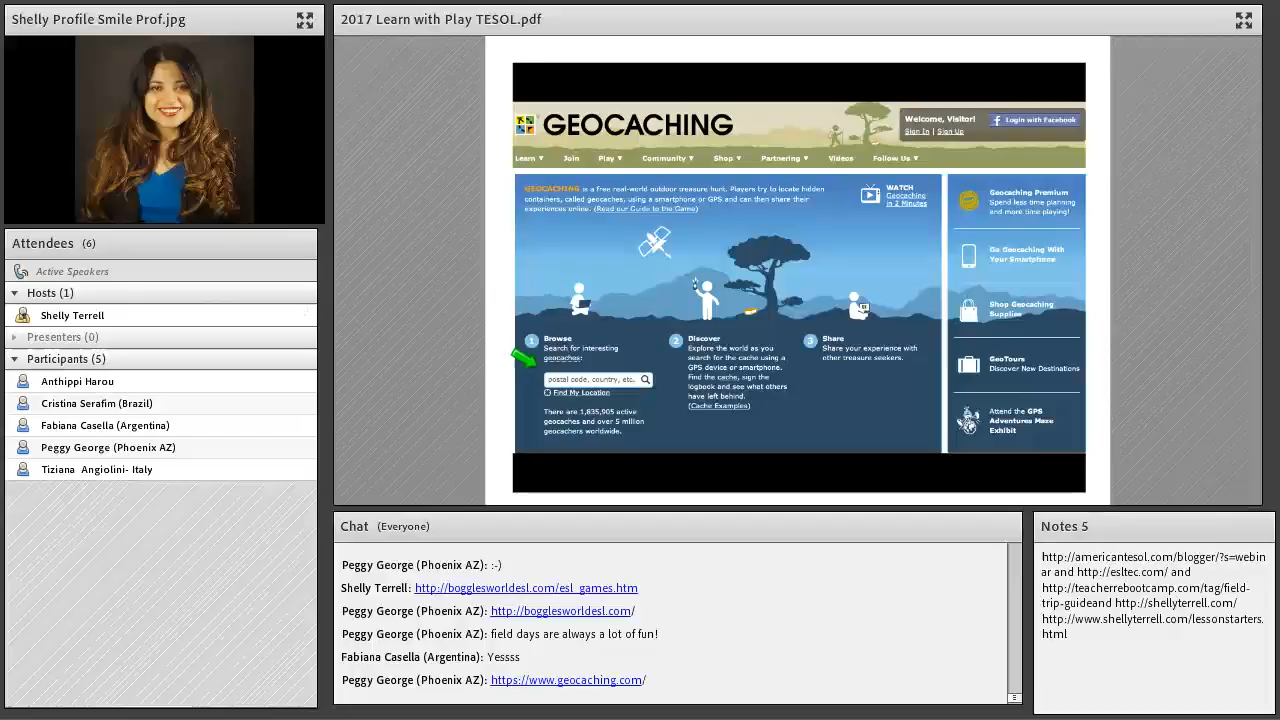 Shelly Profile Smile Prof.jpg
Attendees (6)
Active Speakers
Hosts (1)
Shelly Terrell
Presenters (0)
Participants (5)
Anthippi Harou
Cristina Serafim (Brazil)
Fabiana Casella (Argentina)
Peggy George (Phoenix AZ)
Tiziana Angiolini- Italy
2017 Learn with Play TESOL.pdf
GEOCACHING
Welcome, Visitor!
Sign In | Sign Up
f Login with Facebook
Learn ▼ Join Play ▼ Community ▼ Shop ▼ Partnering ▼ Videos Follow Us ▼
GEOCACHING is a free real-world outdoor treasure hunt. Players try to locate hidden
containers, called geocaches, using a smartphone or GPS and can then share their
experiences online. (Read our Guide to the Game)
WATCH
Geocaching
in 2 Minutes
1 Browse
Search for interesting
geocaches:
postal code, country, etc.
Find My Location
There are 1,835,905 active
geocaches and over 5 million
geocachers worldwide.
2 Discover
Explore the world as you
search for the cache using a
GPS device or smartphone.
Find the cache, sign the
logbook and see what others
have left behind.
(Cache Examples)
3 Share
Share your experience with
other treasure seekers.
Geocaching Premium
Spend less time planning
and more time playing!
Go Geocaching With
Your Smartphone
Shop Geocaching
Supplies
GeoTours
Discover New Destinations
Attend the GPS
Adventures Maze
Exhibit
Chat (Everyone)
Peggy George (Phoenix AZ): :-)
Shelly Terrell: http://bogglesworldesl.com/esl_games.htm
Peggy George (Phoenix AZ): http://bogglesworldesl.com/
Peggy George (Phoenix AZ): field days are always a lot of fun!
Fabiana Casella (Argentina): Yessss
Peggy George (Phoenix AZ): https://www.geocaching.com/
Notes 5
http://americantesol.com/blogger/?s=webin
ar and http://esltec.com/ and
http://teacherrebootcamp.com/tag/field-
trip-guideand http://shellyterrell.com/
http://www.shellyterrell.com/lessonstarters.
html